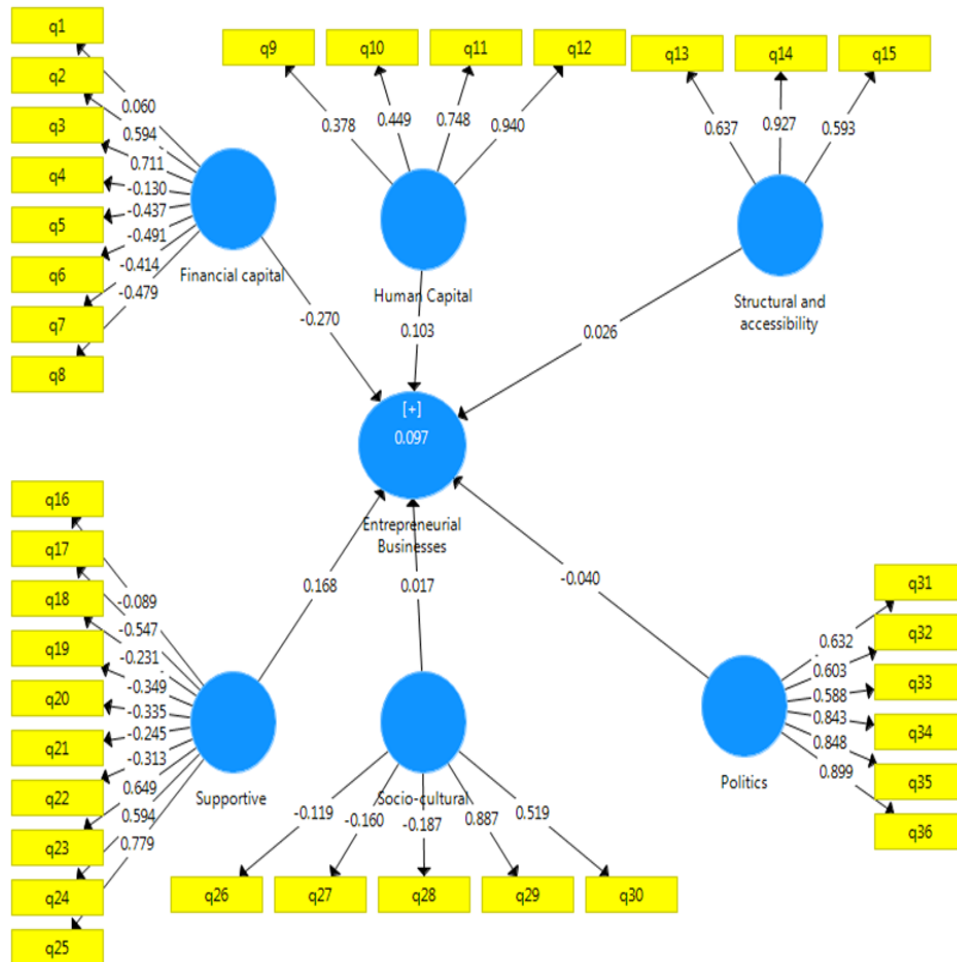 q1
q2
q3
q4
q5
q6
q7
q8
0.060
0.594
0.711
-0.130
-0.437
-0.491
-0.414
-0.479
Financial capital
-0.270
q9
q10
q11
q12
0.378
0.449
0.748
0.940
Human Capital
0.103
q13
q14
q15
0.637
0.927
0.593
Structural and
accessibility
0.026
[+]
0.097
Entrepreneurial
Businesses
q16
q17
q18
q19
q20
q21
q22
q23
q24
q25
-0.089
-0.547
-0.231
-0.349
-0.335
-0.245
-0.313
0.649
0.594
0.779
Supportive
0.168
0.017
Socio-cultural
-0.119
-0.160
-0.187
0.887
0.519
q26
q27
q28
q29
q30
-0.040
Politics
0.632
0.603
0.588
0.843
0.848
0.899
q31
q32
q33
q34
q35
q36